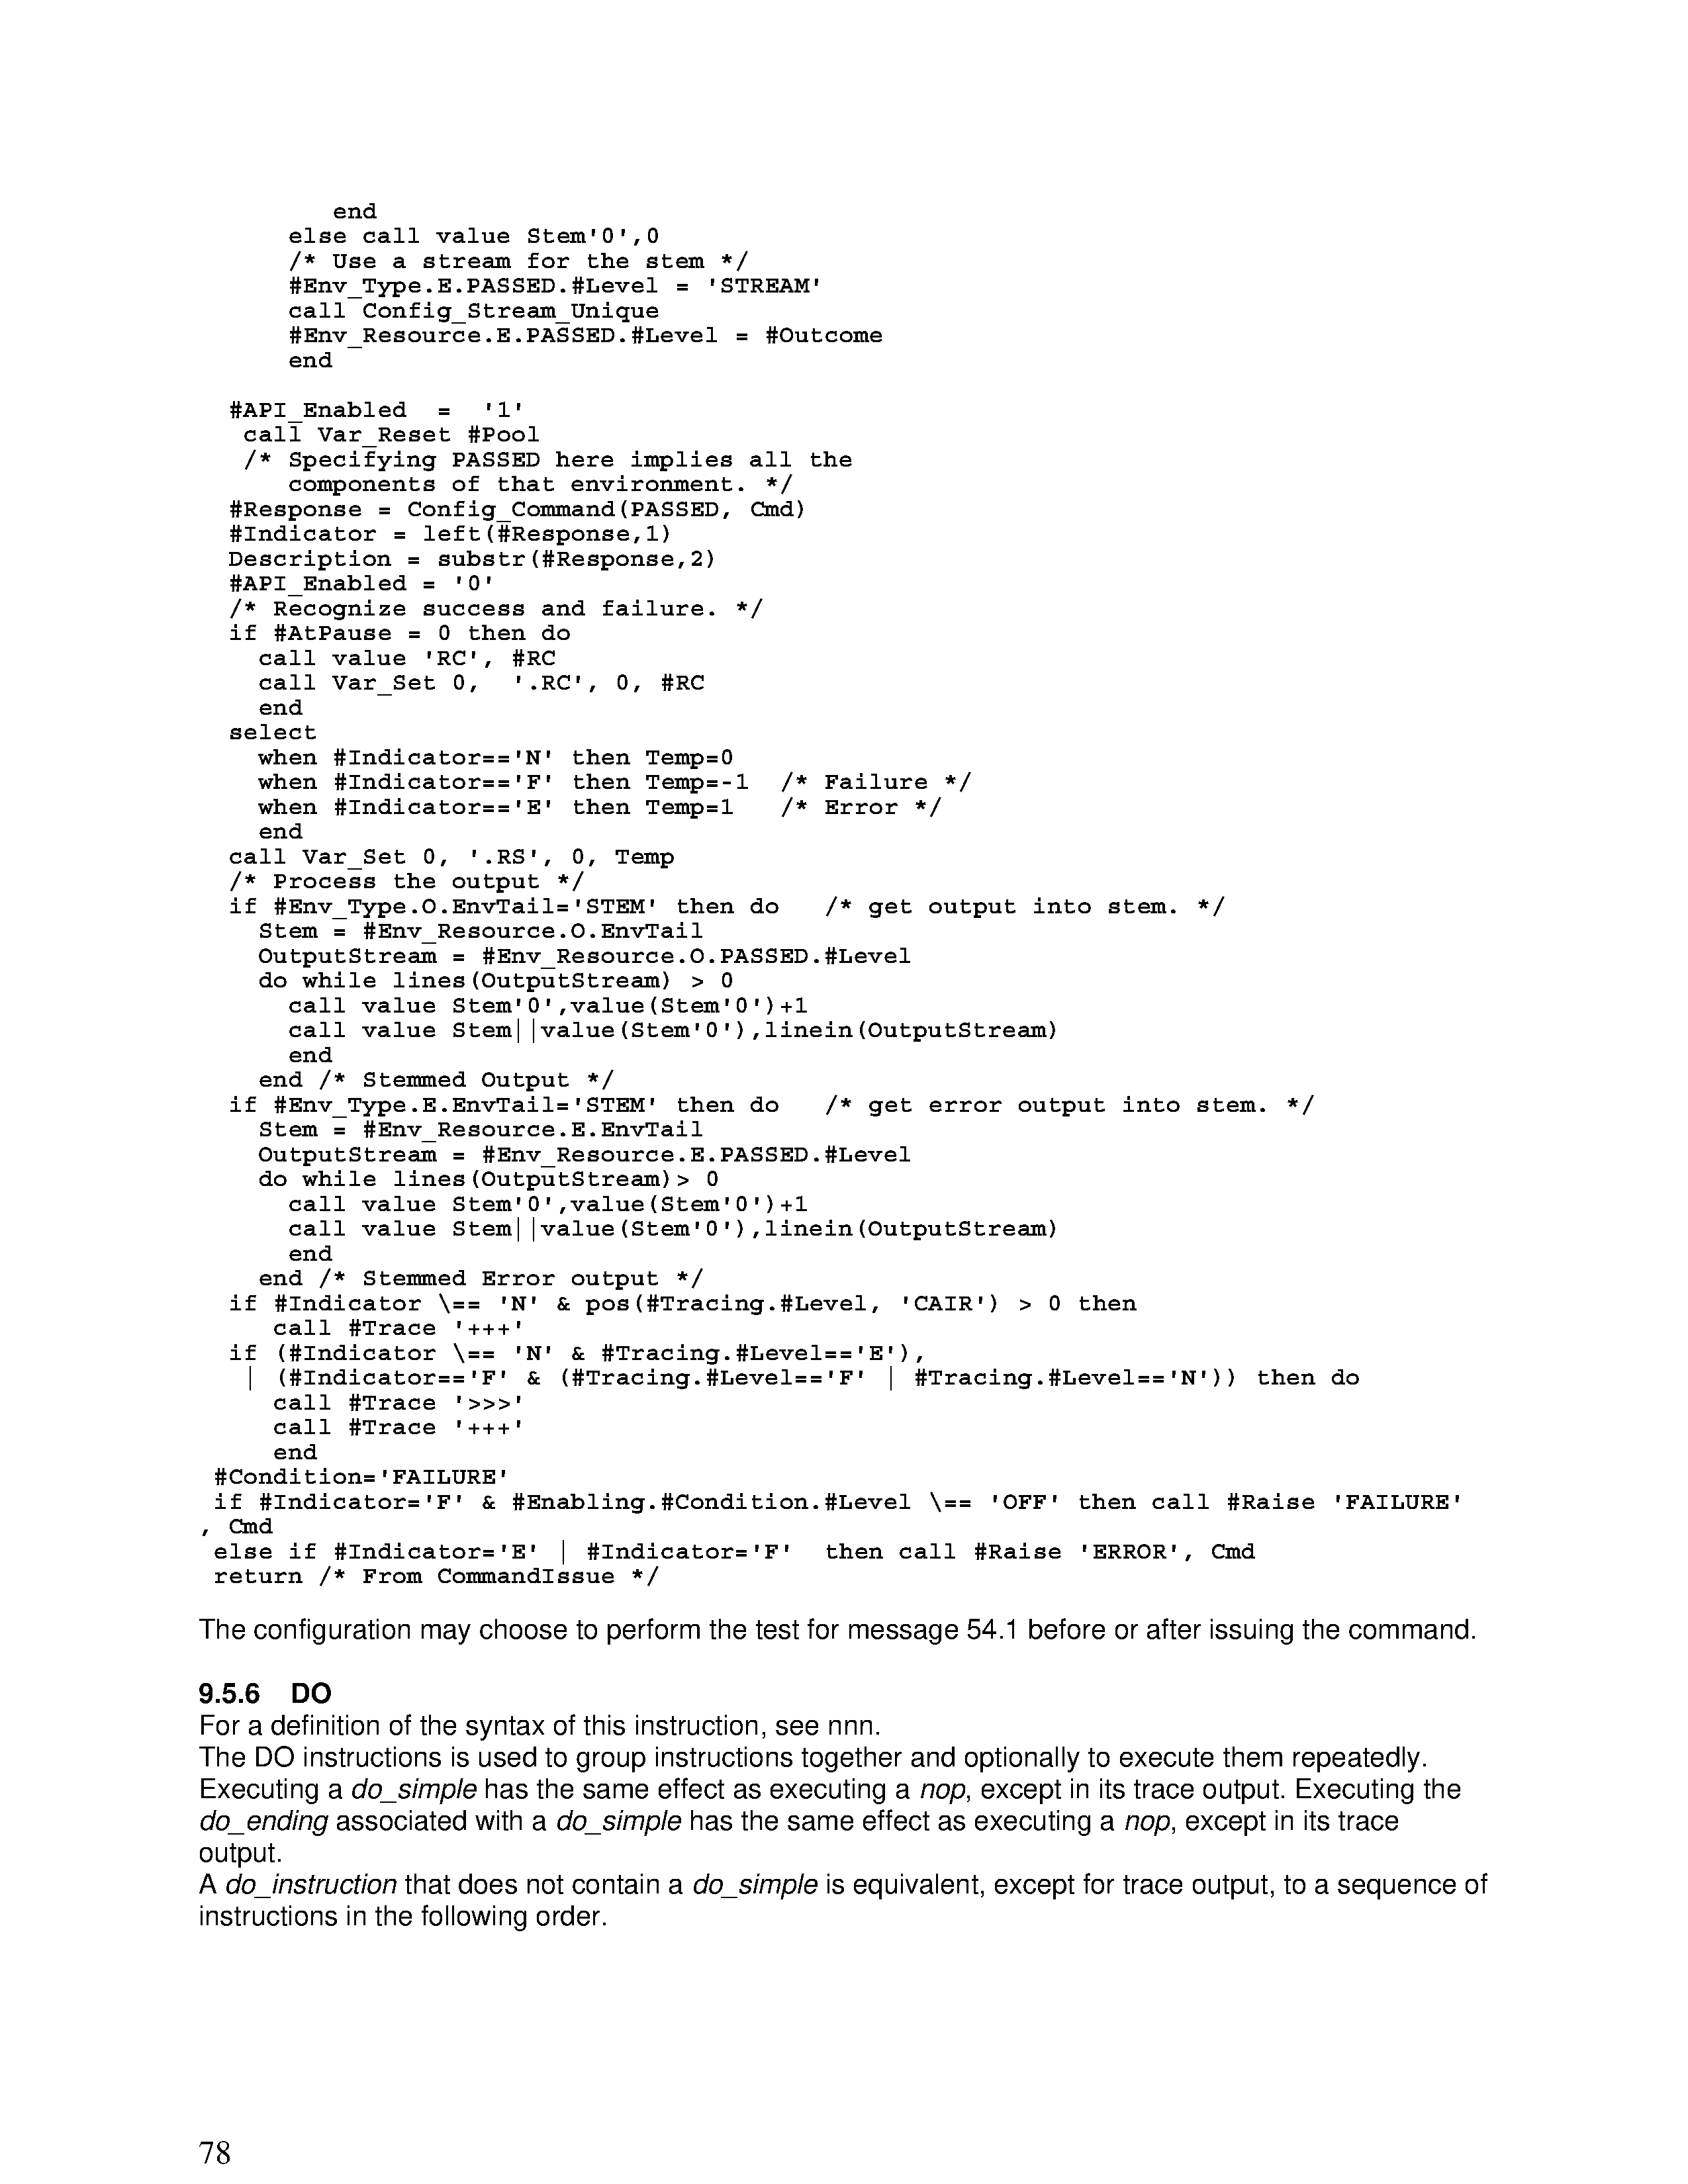 end
else call value Stem'0',0
/* Use a stream for the stem */
#Env_Type.E.PASSED.#Level = 'STREAM'
call Config_Stream_Unique
#Env_Resource.E.PASSED.#Level = #Outcome
end
#API_Enabled  =  '1'
call Var_Reset #Pool
/* Specifying PASSED here implies all the
components of that environment. */
#Response = Config_Command(PASSED, Cmd)
#Indicator = left(#Response,1)
Description = substr(#Response,2)
#API_Enabled = '0'
/* Recognize success and failure. */
if #AtPause = 0 then do
call value 'RC', #RC
call Var_Set 0,  '.RC', 0, #RC
end
select
when #Indicator=='N' then Temp=0
when #Indicator=='F' then Temp=-1  /* Failure */
when #Indicator=='E' then Temp=1   /* Error */
end
call Var_Set 0, '.RS', 0, Temp
/* Process the output */
if #Env_Type.O.EnvTail='STEM' then do   /* get output into stem. */
Stem = #Env_Resource.O.EnvTail
OutputStream = #Env_Resource.O.PASSED.#Level
do while lines(OutputStream) > 0
call value Stem'0',value(Stem'0')+1
call value Stem||value(Stem'0'),linein(OutputStream)
end
end /* Stemmed Output */
if #Env_Type.E.EnvTail='STEM' then do   /* get error output into stem. */
Stem = #Env_Resource.E.EnvTail
OutputStream = #Env_Resource.E.PASSED.#Level
do while lines(OutputStream)> 0
call value Stem'0',value(Stem'0')+1
call value Stem||value(Stem'0'),linein(OutputStream)
end
end /* Stemmed Error output */
if #Indicator \== 'N' & pos(#Tracing.#Level, 'CAIR') > 0 then
call #Trace '+++'
if (#Indicator \== 'N' & #Tracing.#Level=='E'),
| (#Indicator=='F' & (#Tracing.#Level=='F' | #Tracing.#Level=='N')) then do
call #Trace '>>>'
call #Trace '+++'
end
#Condition='FAILURE'
if #Indicator='F' & #Enabling.#Condition.#Level \== 'OFF' then call #Raise 'FAILURE'
, Cmd
else if #Indicator='E' | #Indicator='F'  then call #Raise 'ERROR', Cmd
return /* From CommandIssue */
The configuration may choose to perform the test for message 54.1 before or after issuing the command.
9.5.6 DO
For a definition of the syntax of this instruction, see nnn.
The DO instructions is used to group instructions together and optionally to execute them repeatedly.
Executing a do_simple has the same effect as executing a nop, except in its trace output. Executing the
do_ending associated with a do_simple has the same effect as executing a nop, except in its trace
output.
A do_instruction that does not contain a do_simple is equivalent, except for trace output, to a sequence of
instructions in the following order.
78